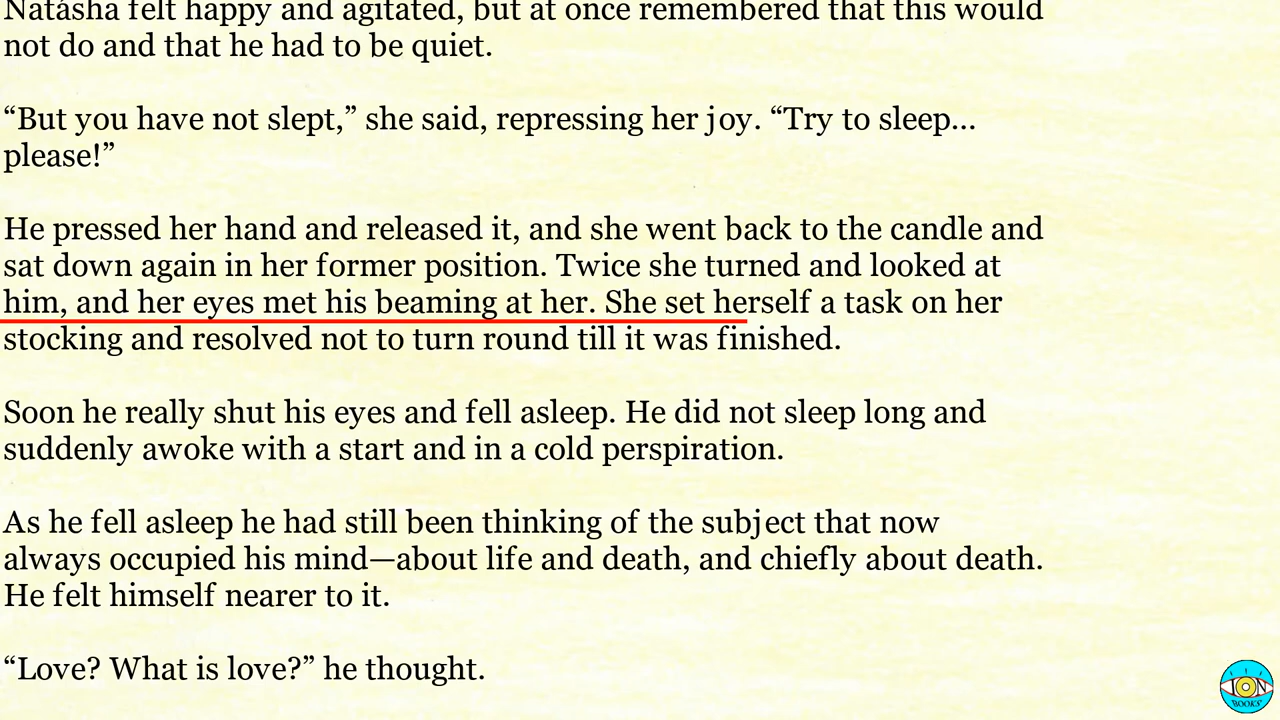 Natásha felt happy and agitated, but at once remembered that this would
not do and that he had to be quiet.
“But you have not slept,” she said, repressing her joy. “Try to sleep...
please!”
He pressed her hand and released it, and she went back to the candle and
sat down again in her former position. Twice she turned and looked at
him, and her eyes met his beaming at her. She set herself a task on her
stocking and resolved not to turn round till it was finished.
Soon he really shut his eyes and fell asleep. He did not sleep long and
suddenly awoke with a start and in a cold perspiration.
As he fell asleep he had still been thinking of the subject that now
always occupied his mind—about life and death, and chiefly about death.
He felt himself nearer to it.
“Love? What is love?” he thought.
ION
BOOKS